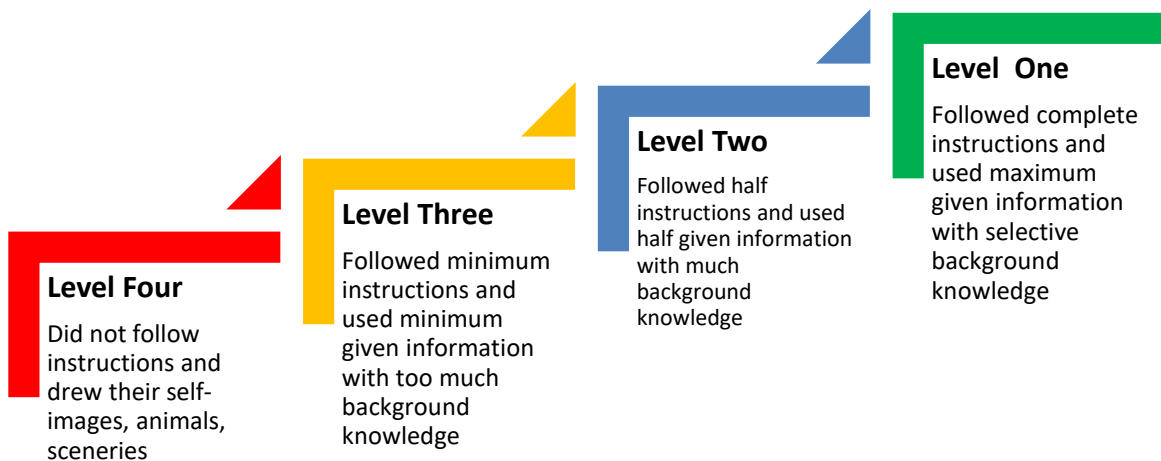 Level Four
Did not follow
instructions and
drew their self-
images, animals,
sceneries
Level Three
Followed minimum
instructions and
used minimum
given information
with too much
background
knowledge
Level Two
Followed half
instructions and used
half given information
with much
background
knowledge
Level One
Followed complete
instructions and
used maximum
given information
with selective
background
knowledge